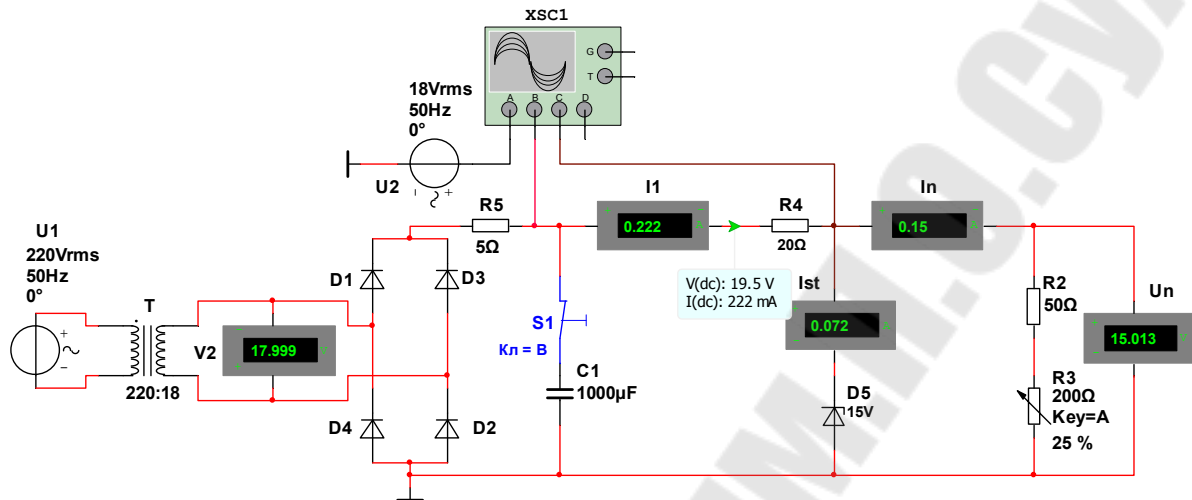 XSC1
G
T
A B C D
18Vrms
50Hz
0°
U2
U1
220Vrms
50Hz
0°
T
220:18
V2
17.999
R5
5Ω
D1
D3
D4
D2
S1
Кл = B
C1
1000µF
I1
0.222
R4
20Ω
V(dc): 19.5 V
I(dc): 222 mA
Ist
0.072
D5
15V
In
0.15
R2
50Ω
R3
200Ω
Key=A
25 %
Un
15.013